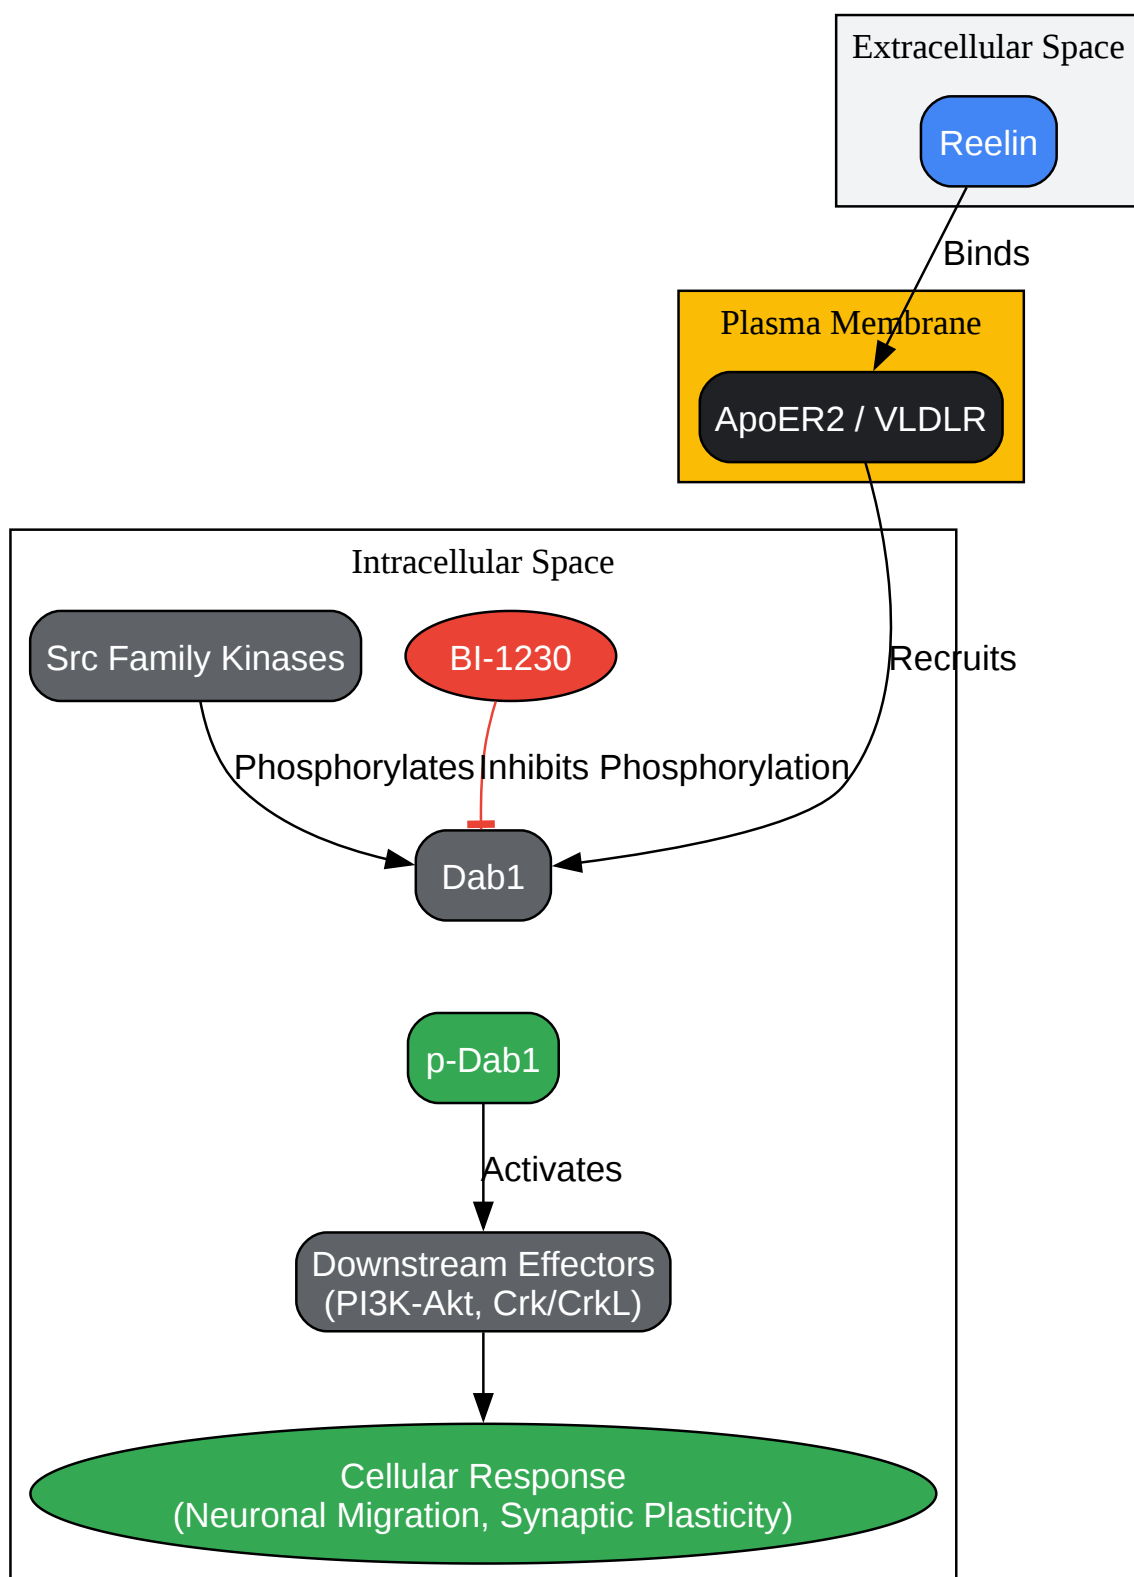 Extracellular Space
Reelin
Binds
Plasma Membrane
ApoER2 / VLDLR
Intracellular Space
Src Family Kinases
BI-1230
Recruits
Phosphorylates
Inhibits Phosphorylation
Dab1
p-Dab1
Activates
Downstream Effectors
(PI3K-Akt, Crk/CrkL)
Cellular Response
(Neuronal Migration, Synaptic Plasticity)